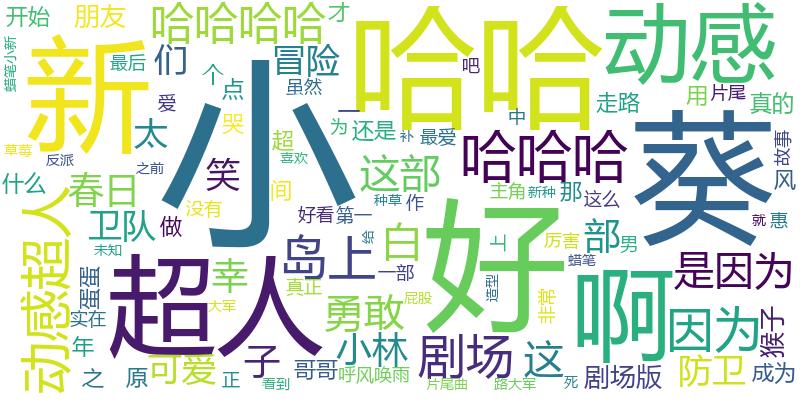 开始
朋友
哈哈哈哈
才
哈哈
动感
蜡笔小新
新
最后
们
冒险
小
吧
个
点
虽然
走路
用
片尾
真的
爱
哭
一
为
还是
补
最爱
中
葵
草莓
太
超
哈哈哈
故事
反派
之前
笑
喜欢
这部
主角
新种
那
这么
风
什么
春日
间
种草
作
没有
好看
第一
就
惠
动感超人
卫队
做
给
白
好
上
厉害
部
男
未知
岛上
蜡笔
超人
幸
一部
啊
是因为
蛋蛋
真正
屁股
造型
非常
大军
勇敢
实在
因为
猴子
年
小林
剧场
这
可爱
子
哥哥
呼风唤雨
剧场版
防卫
成为
之
原
正
看到
片尾曲
路大军
死